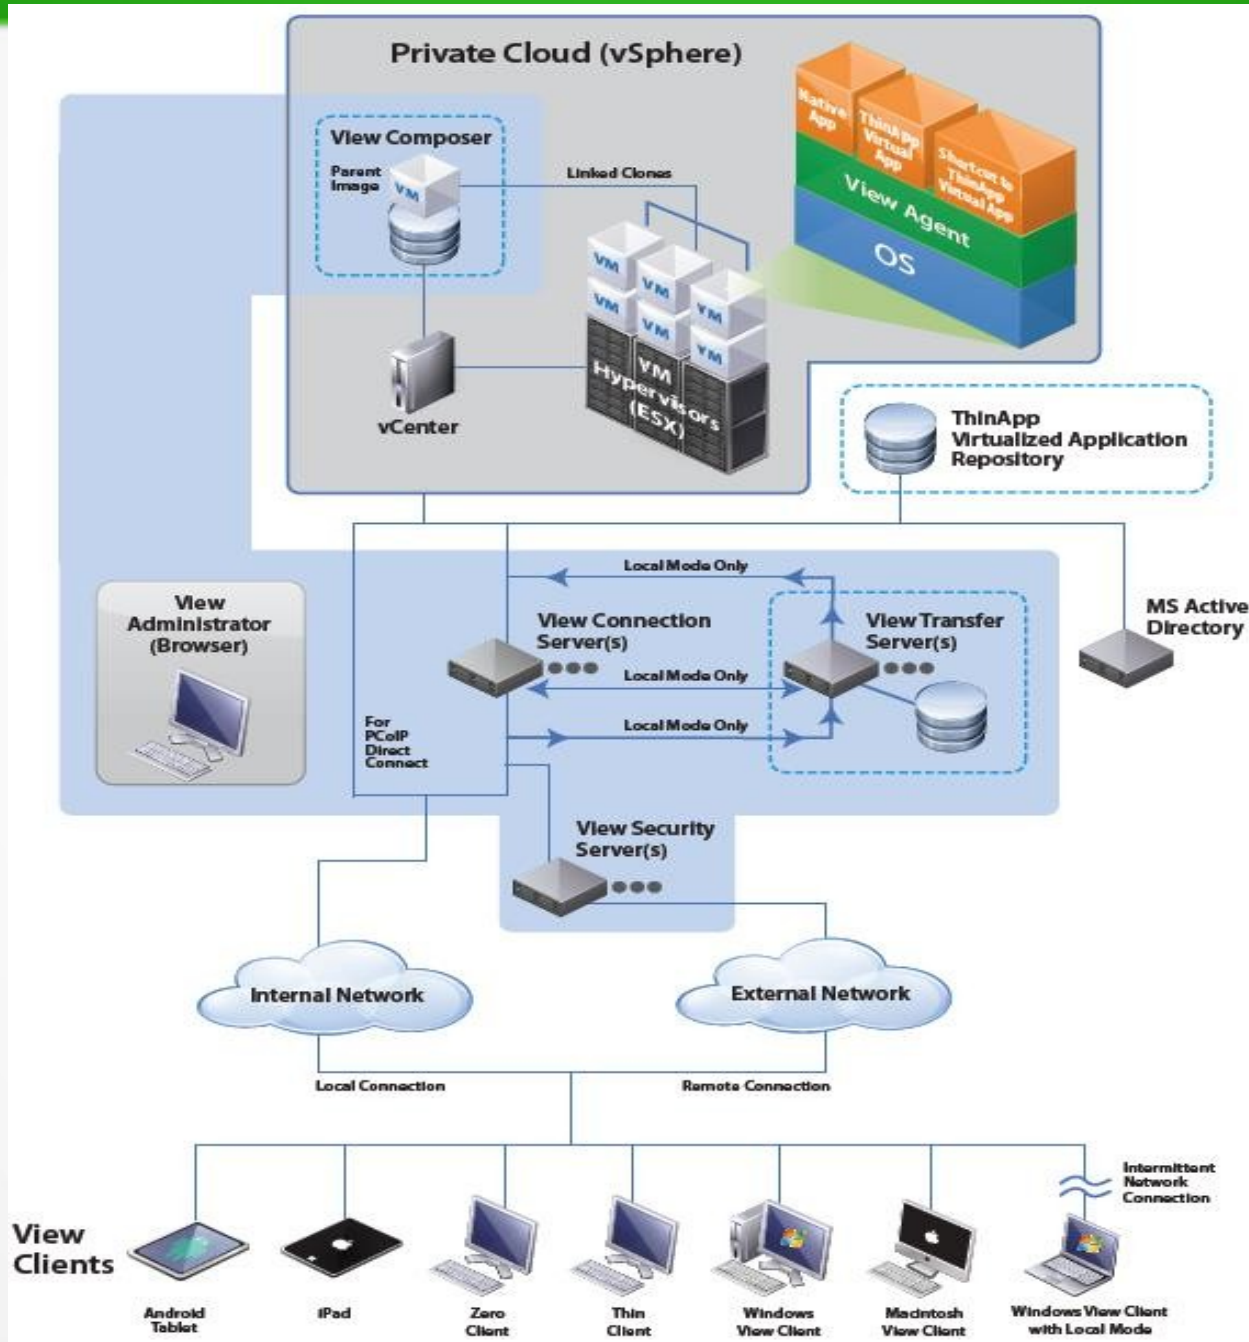 Private Cloud (vSphere)
View Composer
Parent
Image
VM
Linked Clones
Native
App
ThinApp
Virtual
App
Shortcut to
ThinApp
Virtual App
View Agent
OS
VM
VM
VM
VM
VM
VM
VM
Hypervisors
(ESX)
vCenter
ThinApp
Virtualized Application
Repository
Local Mode Only
View
Administrator
(Browser)
View Connection
Server(s)
View Transfer
Server(s)
MS Active
Directory
Local Mode Only
Local Mode Only
For
PCoIP
Direct
Connect
View Security
Server(s)
Internal Network
External Network
Local Connection
Remote Connection
Intermittent
Network
Connection
View
Clients
Android
Tablet
iPad
Zero
Client
Thin
Client
Windows
View Client
Macintosh
View Client
Windows View Client
with Local Mode